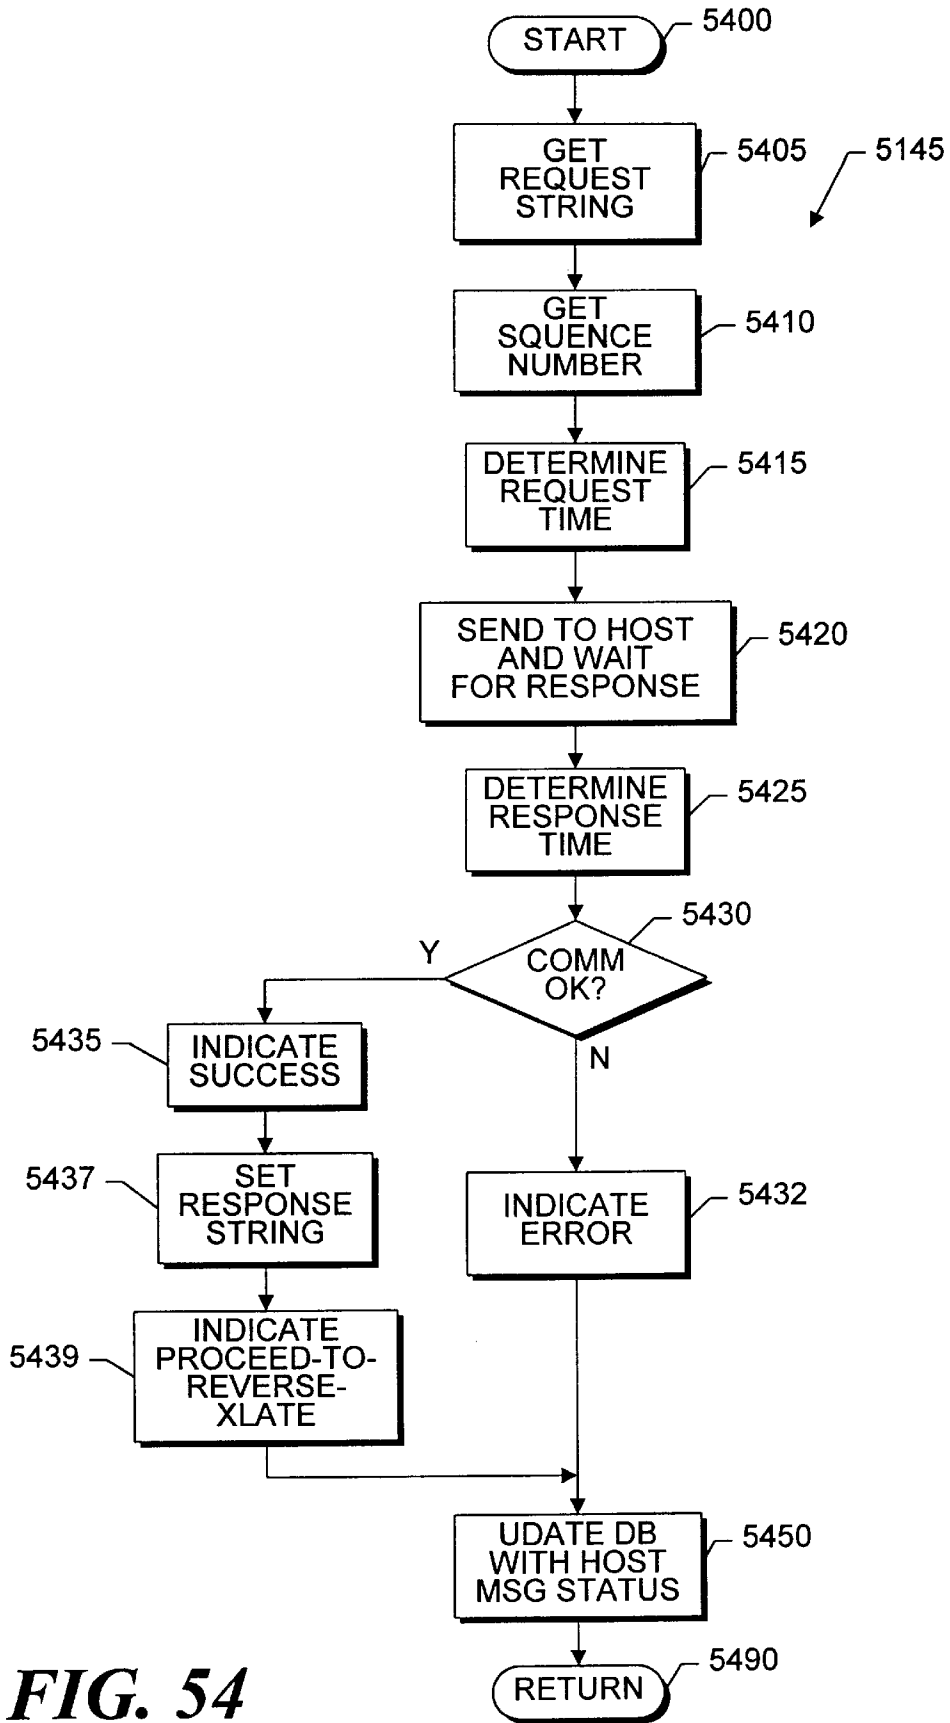 START
5400
GET
REQUEST
STRING
5405
5145
GET
SQUENCE
NUMBER
5410
DETERMINE
REQUEST
TIME
5415
SEND TO HOST
AND WAIT
FOR RESPONSE
5420
DETERMINE
RESPONSE
TIME
5425
5430
COMM
OK?
Y
N
5435
INDICATE
SUCCESS
5437
SET
RESPONSE
STRING
INDICATE
ERROR
5432
5439
INDICATE
PROCEED-TO-
REVERSE-
XLATE
UDATE DB
WITH HOST
MSG STATUS
5450
RETURN
5490
FIG. 54